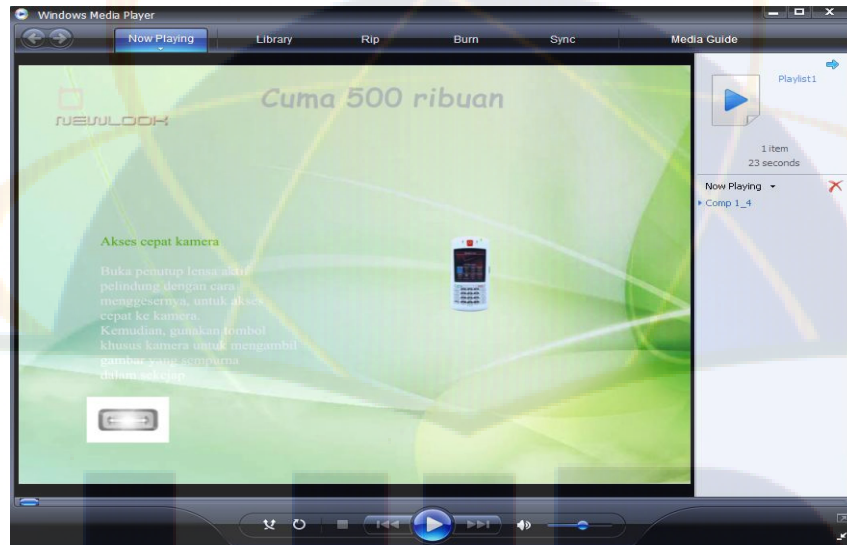 Windows Media Player
Now Playing
Library
Rip
Burn
Sync
Media Guide
NEWLOOK
Cuma 500 ribuan
Akses cepat kamera
Buka penutup lensa aktif
pelindung dengan cara
menggesernya, untuk akses
cepat ke kamera.
Kemudian, gunakan tombol
khusus kamera untuk mengambil
gambar yang sempurna
dalam sekejap
Playlist1
1 item
23 seconds
Now Playing
Comp 1_4